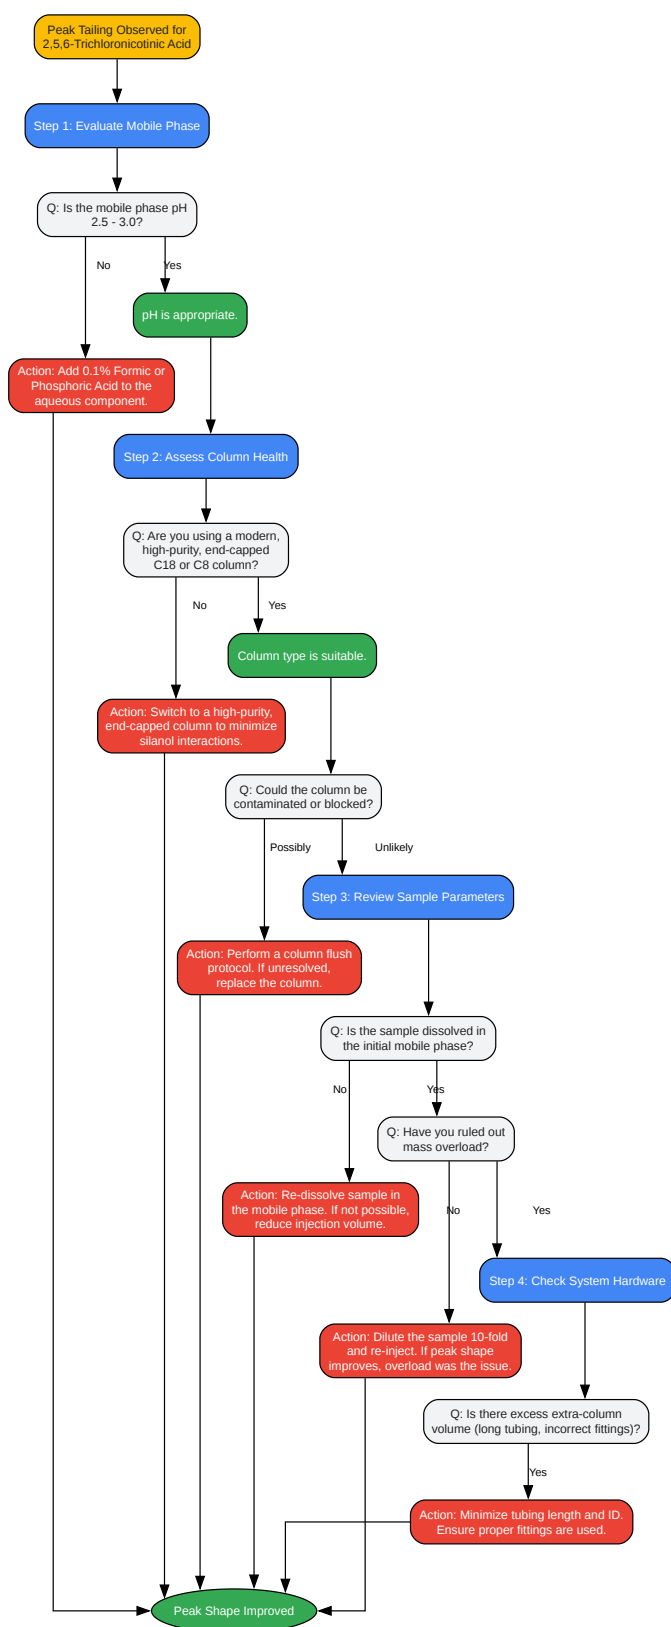 Peak Tailing Observed for
2,5,6-Trichloronicotinic Acid
Step 1: Evaluate Mobile Phase
Q: Is the mobile phase pH
2.5 - 3.0?
No
Yes
pH is appropriate.
Action: Add 0.1% Formic or
Phosphoric Acid to the
aqueous component.
Step 2: Assess Column Health
Q: Are you using a modern,
high-purity, end-capped
C18 or C8 column?
No
Yes
Column type is suitable.
Action: Switch to a high-purity,
end-capped column to minimize
silanol interactions.
Q: Could the column be
contaminated or blocked?
Possibly
Unlikely
Step 3: Review Sample Parameters
Action: Perform a column flush
protocol. If unresolved,
replace the column.
Q: Is the sample dissolved in
the initial mobile phase?
No
Yes
Q: Have you ruled out
mass overload?
Action: Re-dissolve sample in
the mobile phase. If not possible,
reduce injection volume.
No
Yes
Step 4: Check System Hardware
Action: Dilute the sample 10-fold
and re-inject. If peak shape
improves, overload was the issue.
Q: Is there excess extra-column
volume (long tubing, incorrect fittings)?
Yes
Action: Minimize tubing length and ID.
Ensure proper fittings are used.
Peak Shape Improved